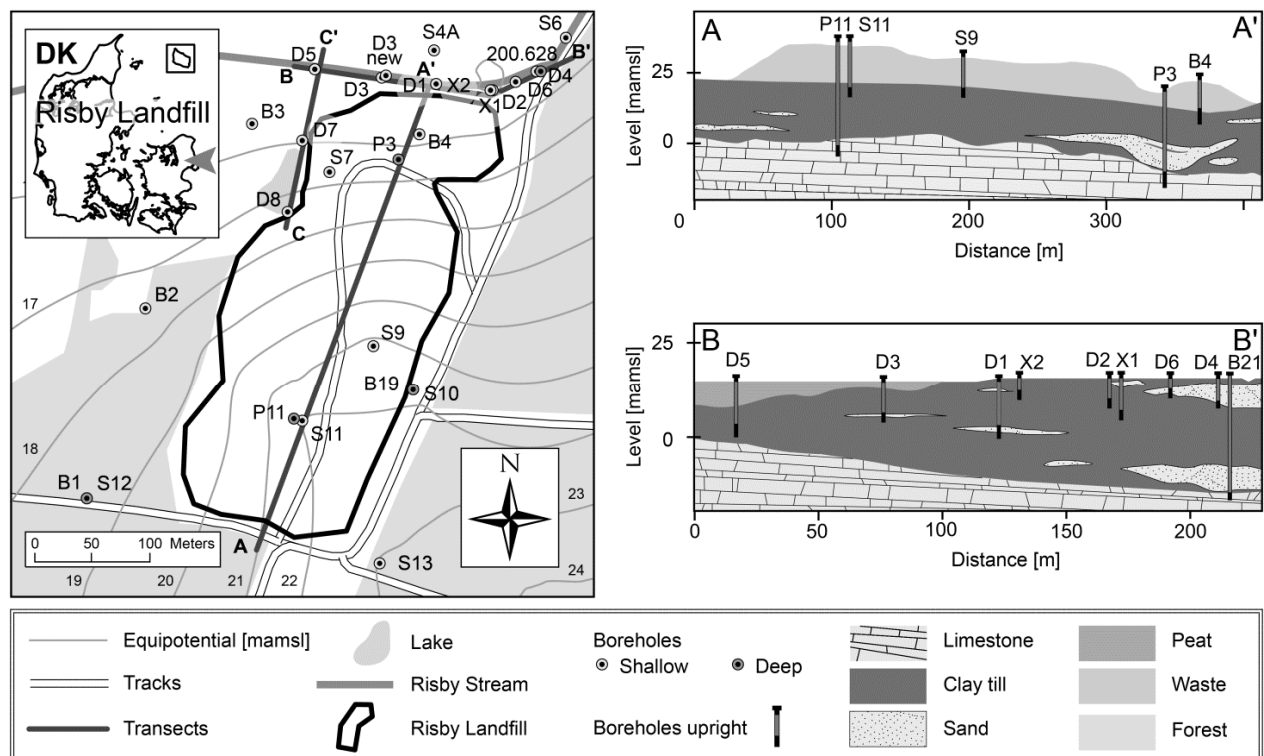 DK
Risby Landfill
C'
D5
B
D3
new
S4A
S6
200.628
B'
A'
D3
D1
X2
X1
D2
D6
D4
B3
D7
P3
B4
S7
D8
C
17
B2
S9
B19
S10
P11
S11
18
B1
S12
N
23
A
0 50 100 Meters
S13
19
20
21
22
24
A
A'
P11
S11
S9
P3
B4
Level [mamsl]
25
0
0 100 200 300
Distance [m]
B
B'
D5
D3
D1
X2
D2
X1
D6
D4
B21
Level [mamsl]
25
0
0 50 100 150 200
Distance [m]
Equipotential [mamsl]
Tracks
Transects
Lake
Risby Stream
Risby Landfill
Boreholes
Shallow
Deep
Boreholes upright
Limestone
Clay till
Sand
Peat
Waste
Forest